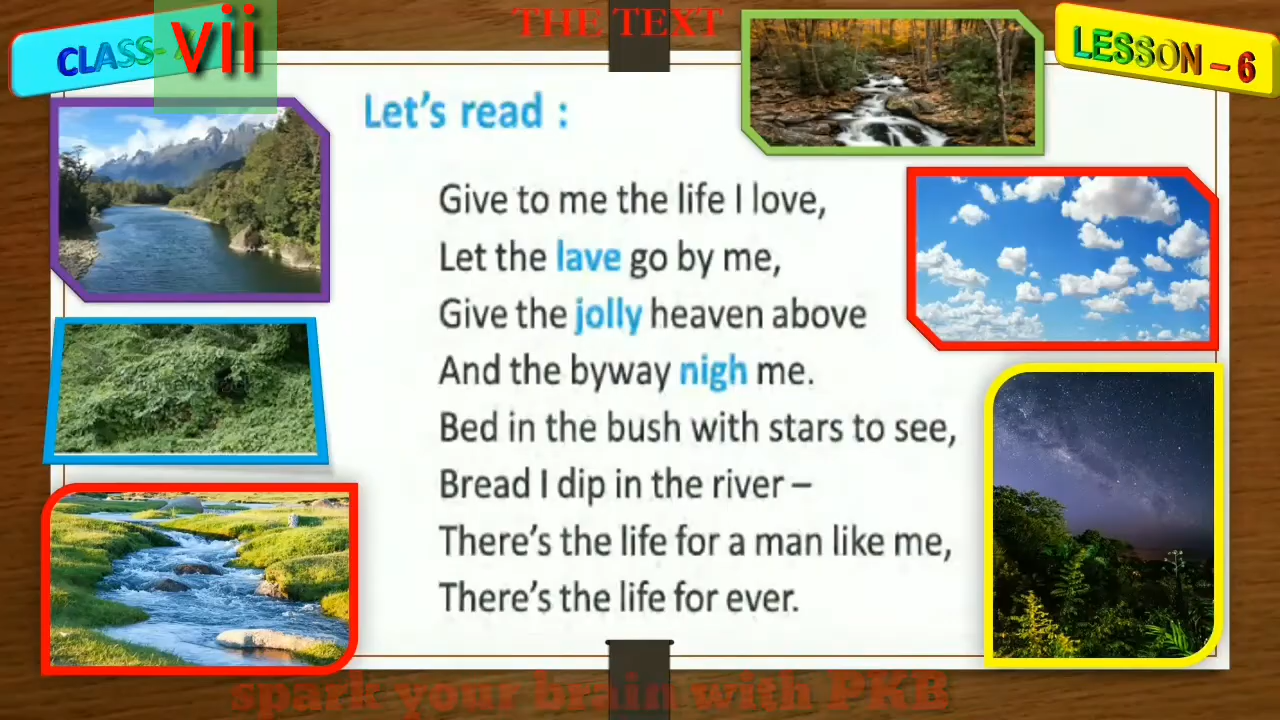 THE TEXT
CLASS- vii
LESSON – 6
Let's read :
Give to me the life I love,
Let the lave go by me,
Give the jolly heaven above
And the byway nigh me.
Bed in the bush with stars to see,
Bread I dip in the river –
There's the life for a man like me,
There's the life for ever.
spark your brain with PKB